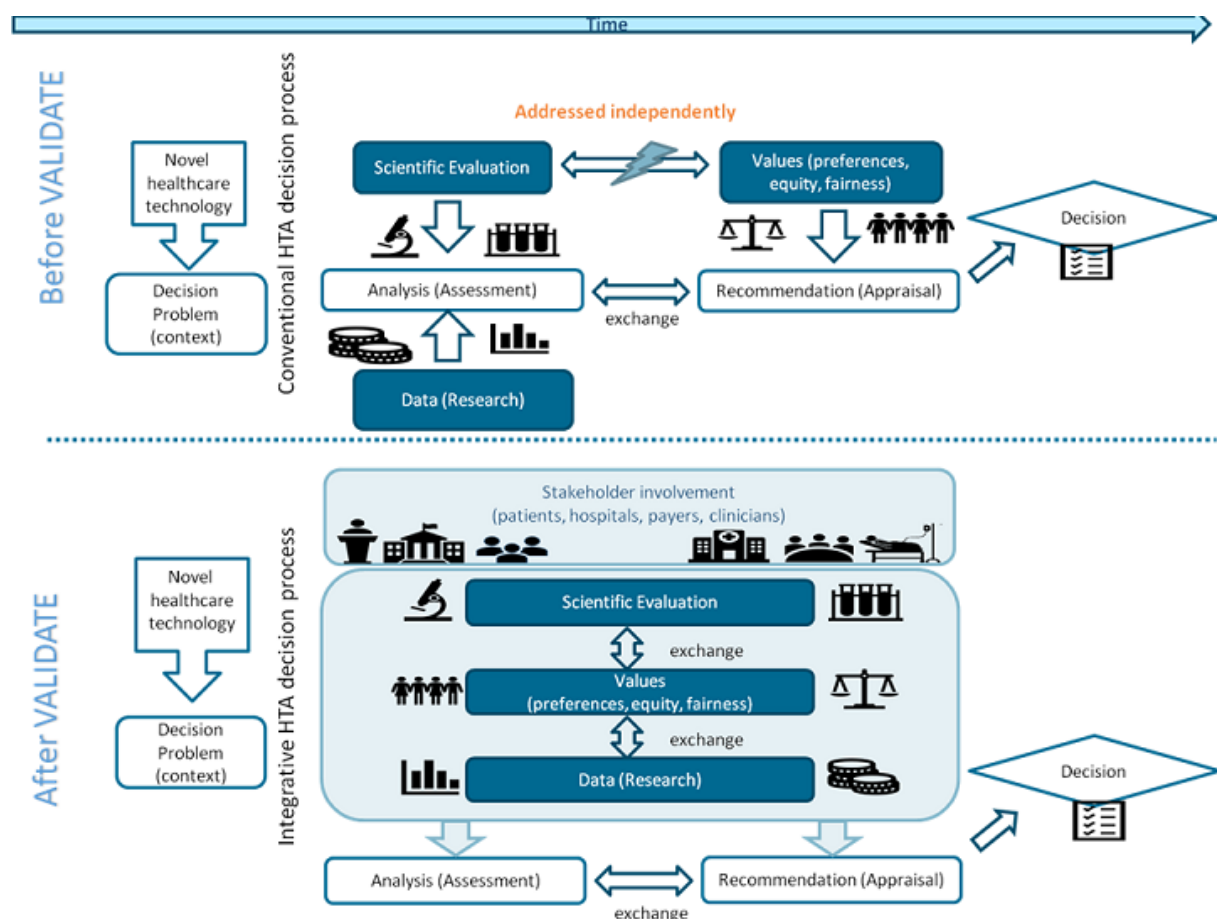 Time
Before VALIDATE
Novel
healthcare
technology
Decision
Problem
(context)
Conventional HTA decision process
Addressed independently
Scientific Evaluation
Values (preferences,
equity, fairness)
Analysis (Assessment)
exchange
Recommendation (Appraisal)
Decision
Data (Research)
After VALIDATE
Novel
healthcare
technology
Decision
Problem
(context)
Integrative HTA decision process
Stakeholder involvement
(patients, hospitals, payers, clinicians)
Scientific Evaluation
exchange
Values
(preferences, equity, fairness)
exchange
Data (Research)
Analysis (Assessment)
exchange
Recommendation (Appraisal)
Decision